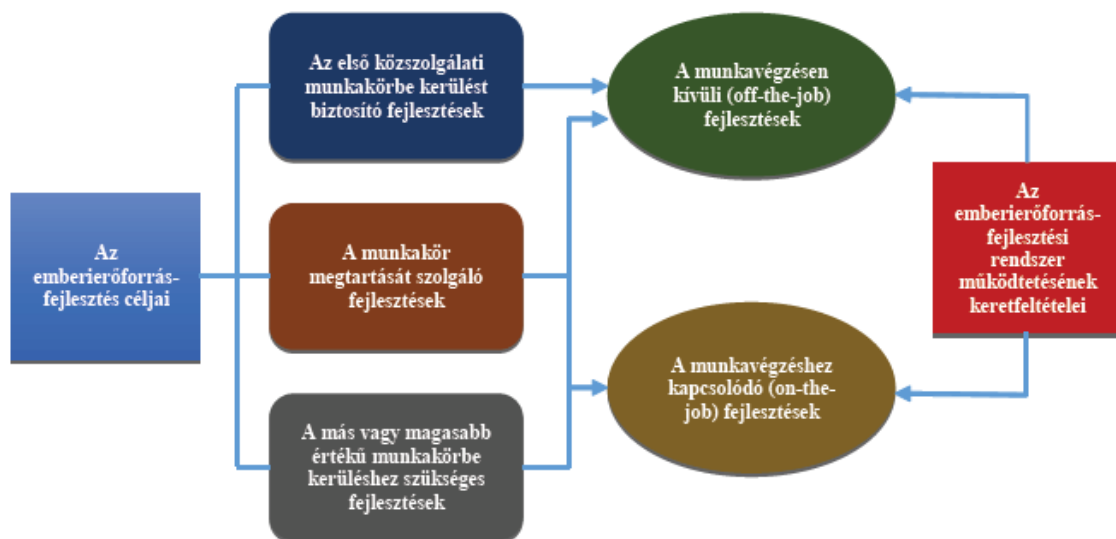 Az
emberierőforrás-
fejlesztés céljai
Az első közszolgálati
munkakörbe kerülést
biztosító fejlesztések
A munkakör
megtartását szolgáló
fejlesztések
A más vagy magasabb
értékű munkakörbe
kerüléshez szükséges
fejlesztések
A munkavégzésen
kívüli (off-the-job)
fejlesztések
A munkavégzéshez
kapcsolódó (on-the-
job) fejlesztések
Az
emberierőforrás-
fejlesztési
rendszer
működtetésének
keretfeltételei